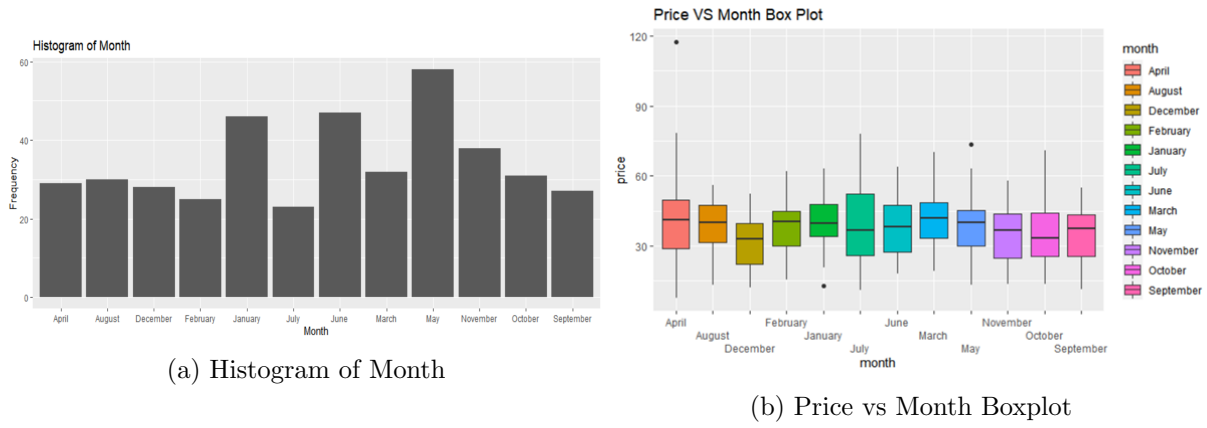 Histogram of Month
60
40
20
0
Frequency
April August December February January July June March May November October September
Month
(a) Histogram of Month
Price VS Month Box Plot
120
90
60
30
price
April February June November
August January March October
December July May September
month
month
April
August
December
February
January
July
June
March
May
November
October
September
(b) Price vs Month Boxplot